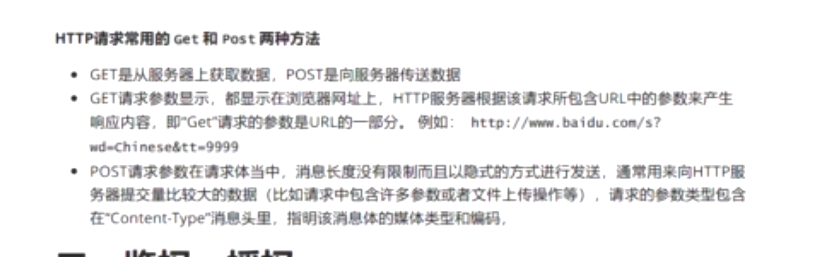 HTTP请求常用的 Get 和 Post 两种方法
GET是从服务器上获取数据，POST是向服务器传送数据
GET请求参数显示，都显示在浏览器网址上，HTTP服务器根据该请求所包含URL中的参数来产生
响应内容，即“Get”请求的参数是URL的一部分。 例如： http://www.baidu.com/s?
wd=Chinese&tt=9999
POST请求参数在请求体当中，消息长度没有限制而且以隐式的方式进行发送，通常用来向HTTP服
务器提交量比较大的数据（比如请求中包含许多参数或者文件上传操作等），请求的参数类型包含
在“Content-Type”消息头里，指明该消息体的媒体类型和编码，